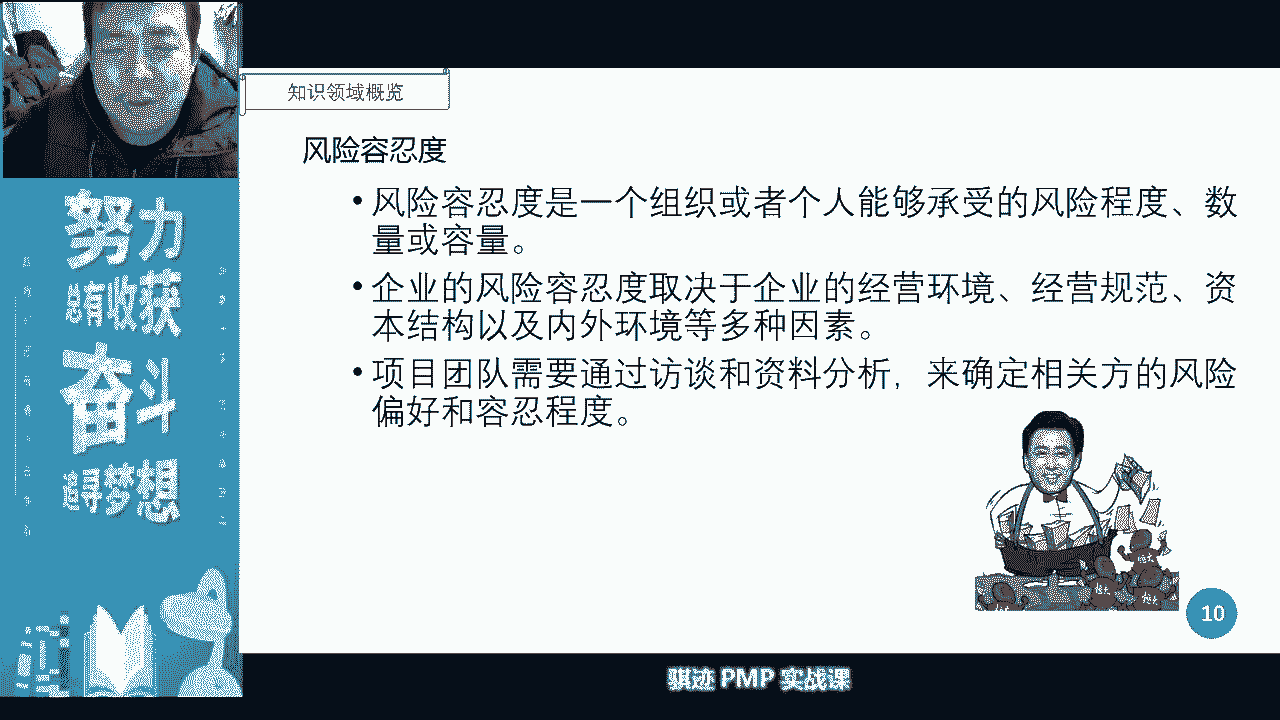 知识领域概览
风险容忍度
• 风险容忍度是一个组织或者个人能够承受的风险程度、数
量或容量。
• 企业的风险容忍度取决于企业的经营环境、经营规范、资
本结构以及内外环境等多种因素。
• 项目团队需要通过访谈和资料分析，来确定相关方的风险
偏好和容忍程度。
努力
总有收获
奋斗
追寻梦想
恒大
恒大
恒大
10
骐迹 PMP 实战课